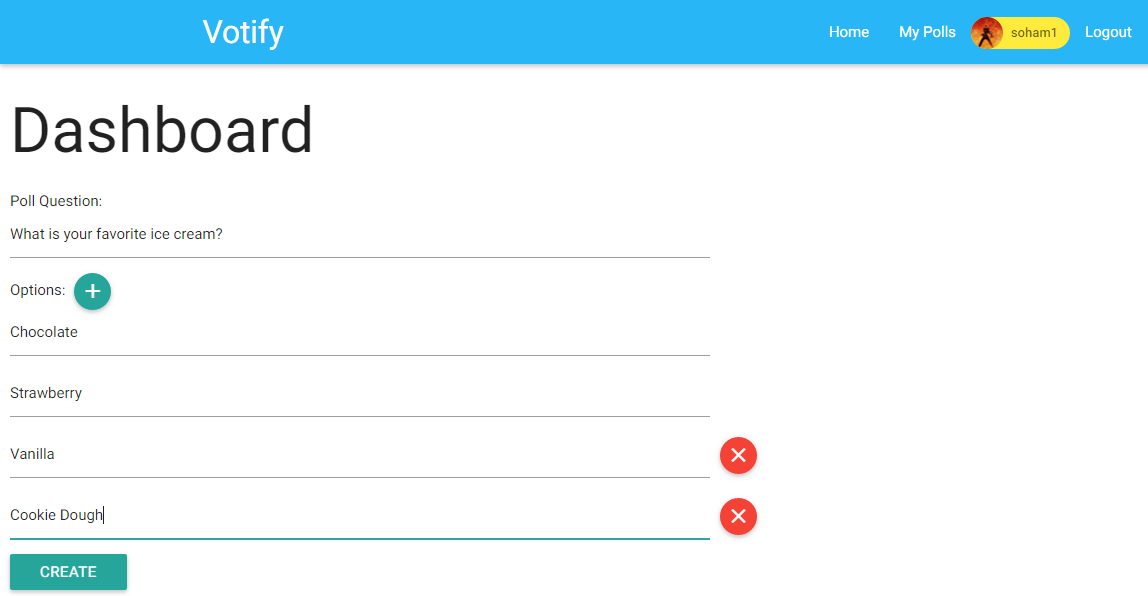 Votify
Home My Polls soham1 Logout
Dashboard
Poll Question:
What is your favorite ice cream?
Options:
Chocolate
Strawberry
Vanilla
Cookie Dough
CREATE